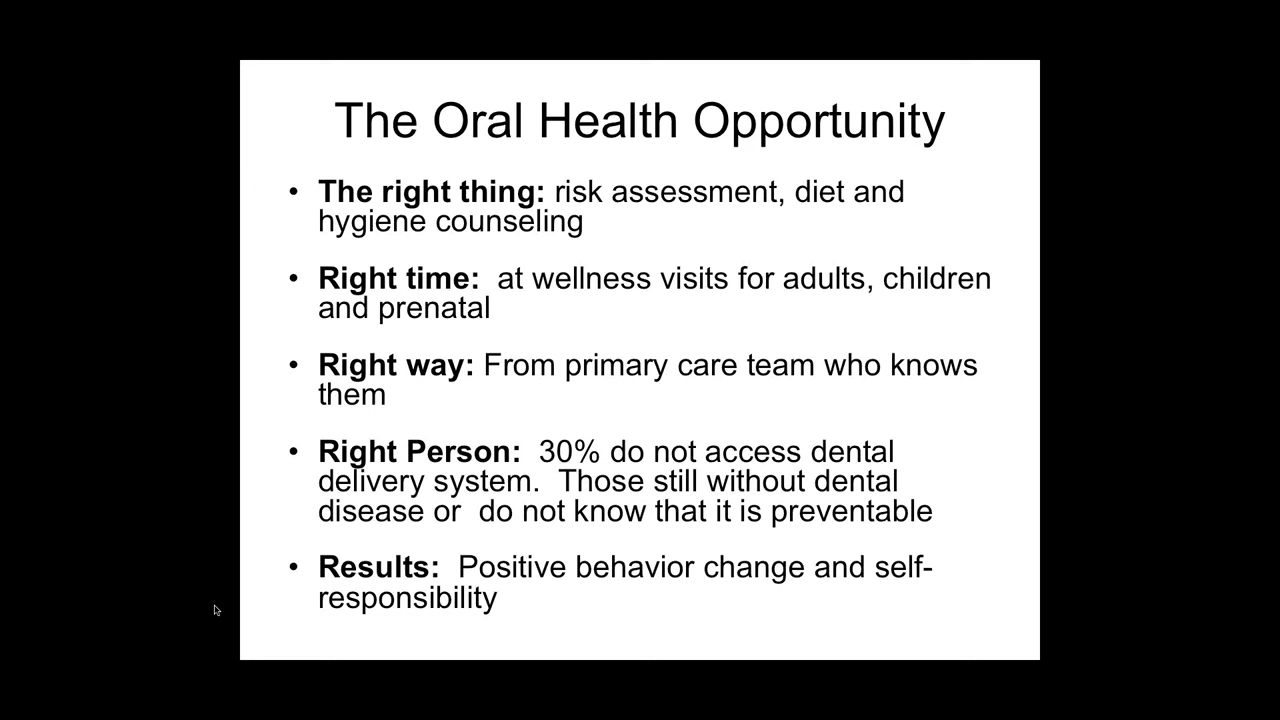 The Oral Health Opportunity
• The right thing: risk assessment, diet and
hygiene counseling
• Right time:  at wellness visits for adults, children
and prenatal
• Right way: From primary care team who knows
them
• Right Person:  30% do not access dental
delivery system.  Those still without dental
disease or  do not know that it is preventable
• Results:  Positive behavior change and self-
responsibility